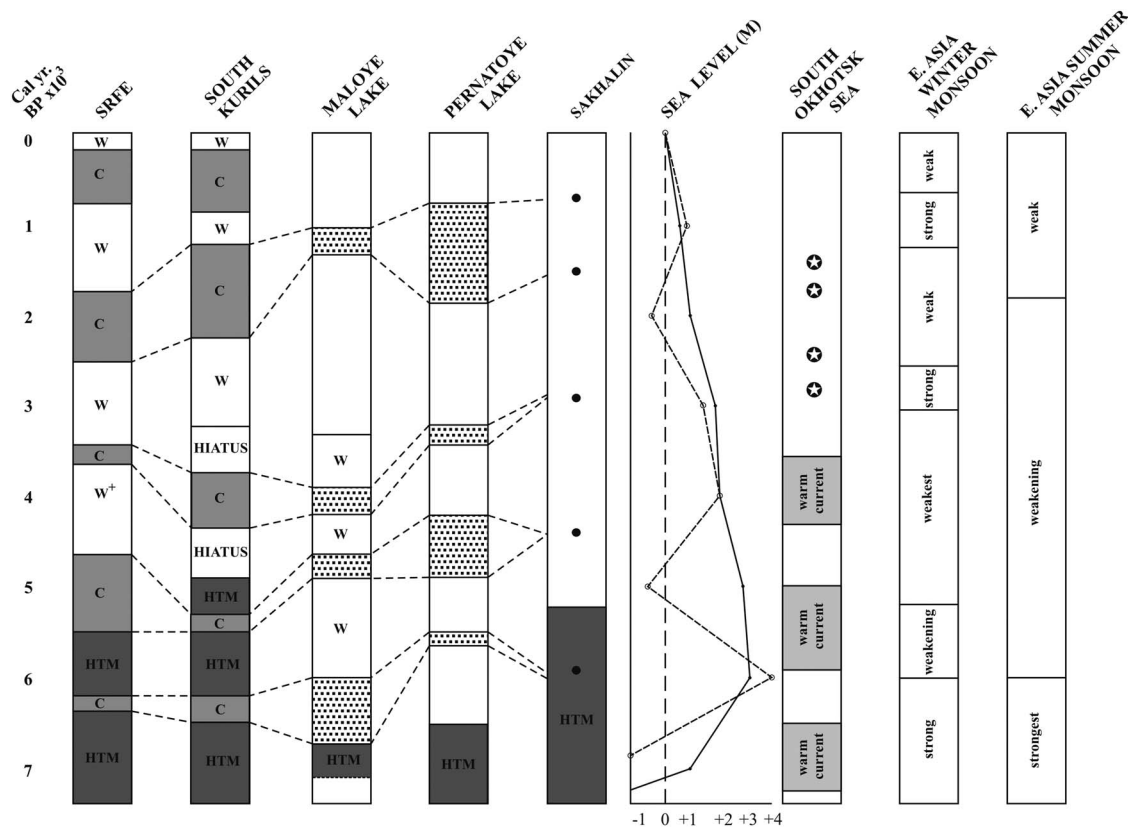 Cal yr.
BP x10³
SRFE
SOUTH
KURILS
MALOYE
LAKE
PERNATOYE
LAKE
SAKHALIN
SEA LEVEL (M)
SOUTH
OKHOTSK
SEA
E. ASIA
WINTER
MONSOON
E. ASIA SUMMER
MONSOON
0
1
2
3
4
5
6
7
W
C
W
C
W
C
W⁺
C
HTM
C
HTM
W
C
W
C
W
HIATUS
C
HIATUS
HTM
C
HTM
C
HTM
W
W
W
HTM
HTM
HTM
-1 0 +1 +2 +3 +4
warm
current
warm
current
warm
current
weak
strong
weak
strong
weakest
weakening
strong
weak
weakening
strongest